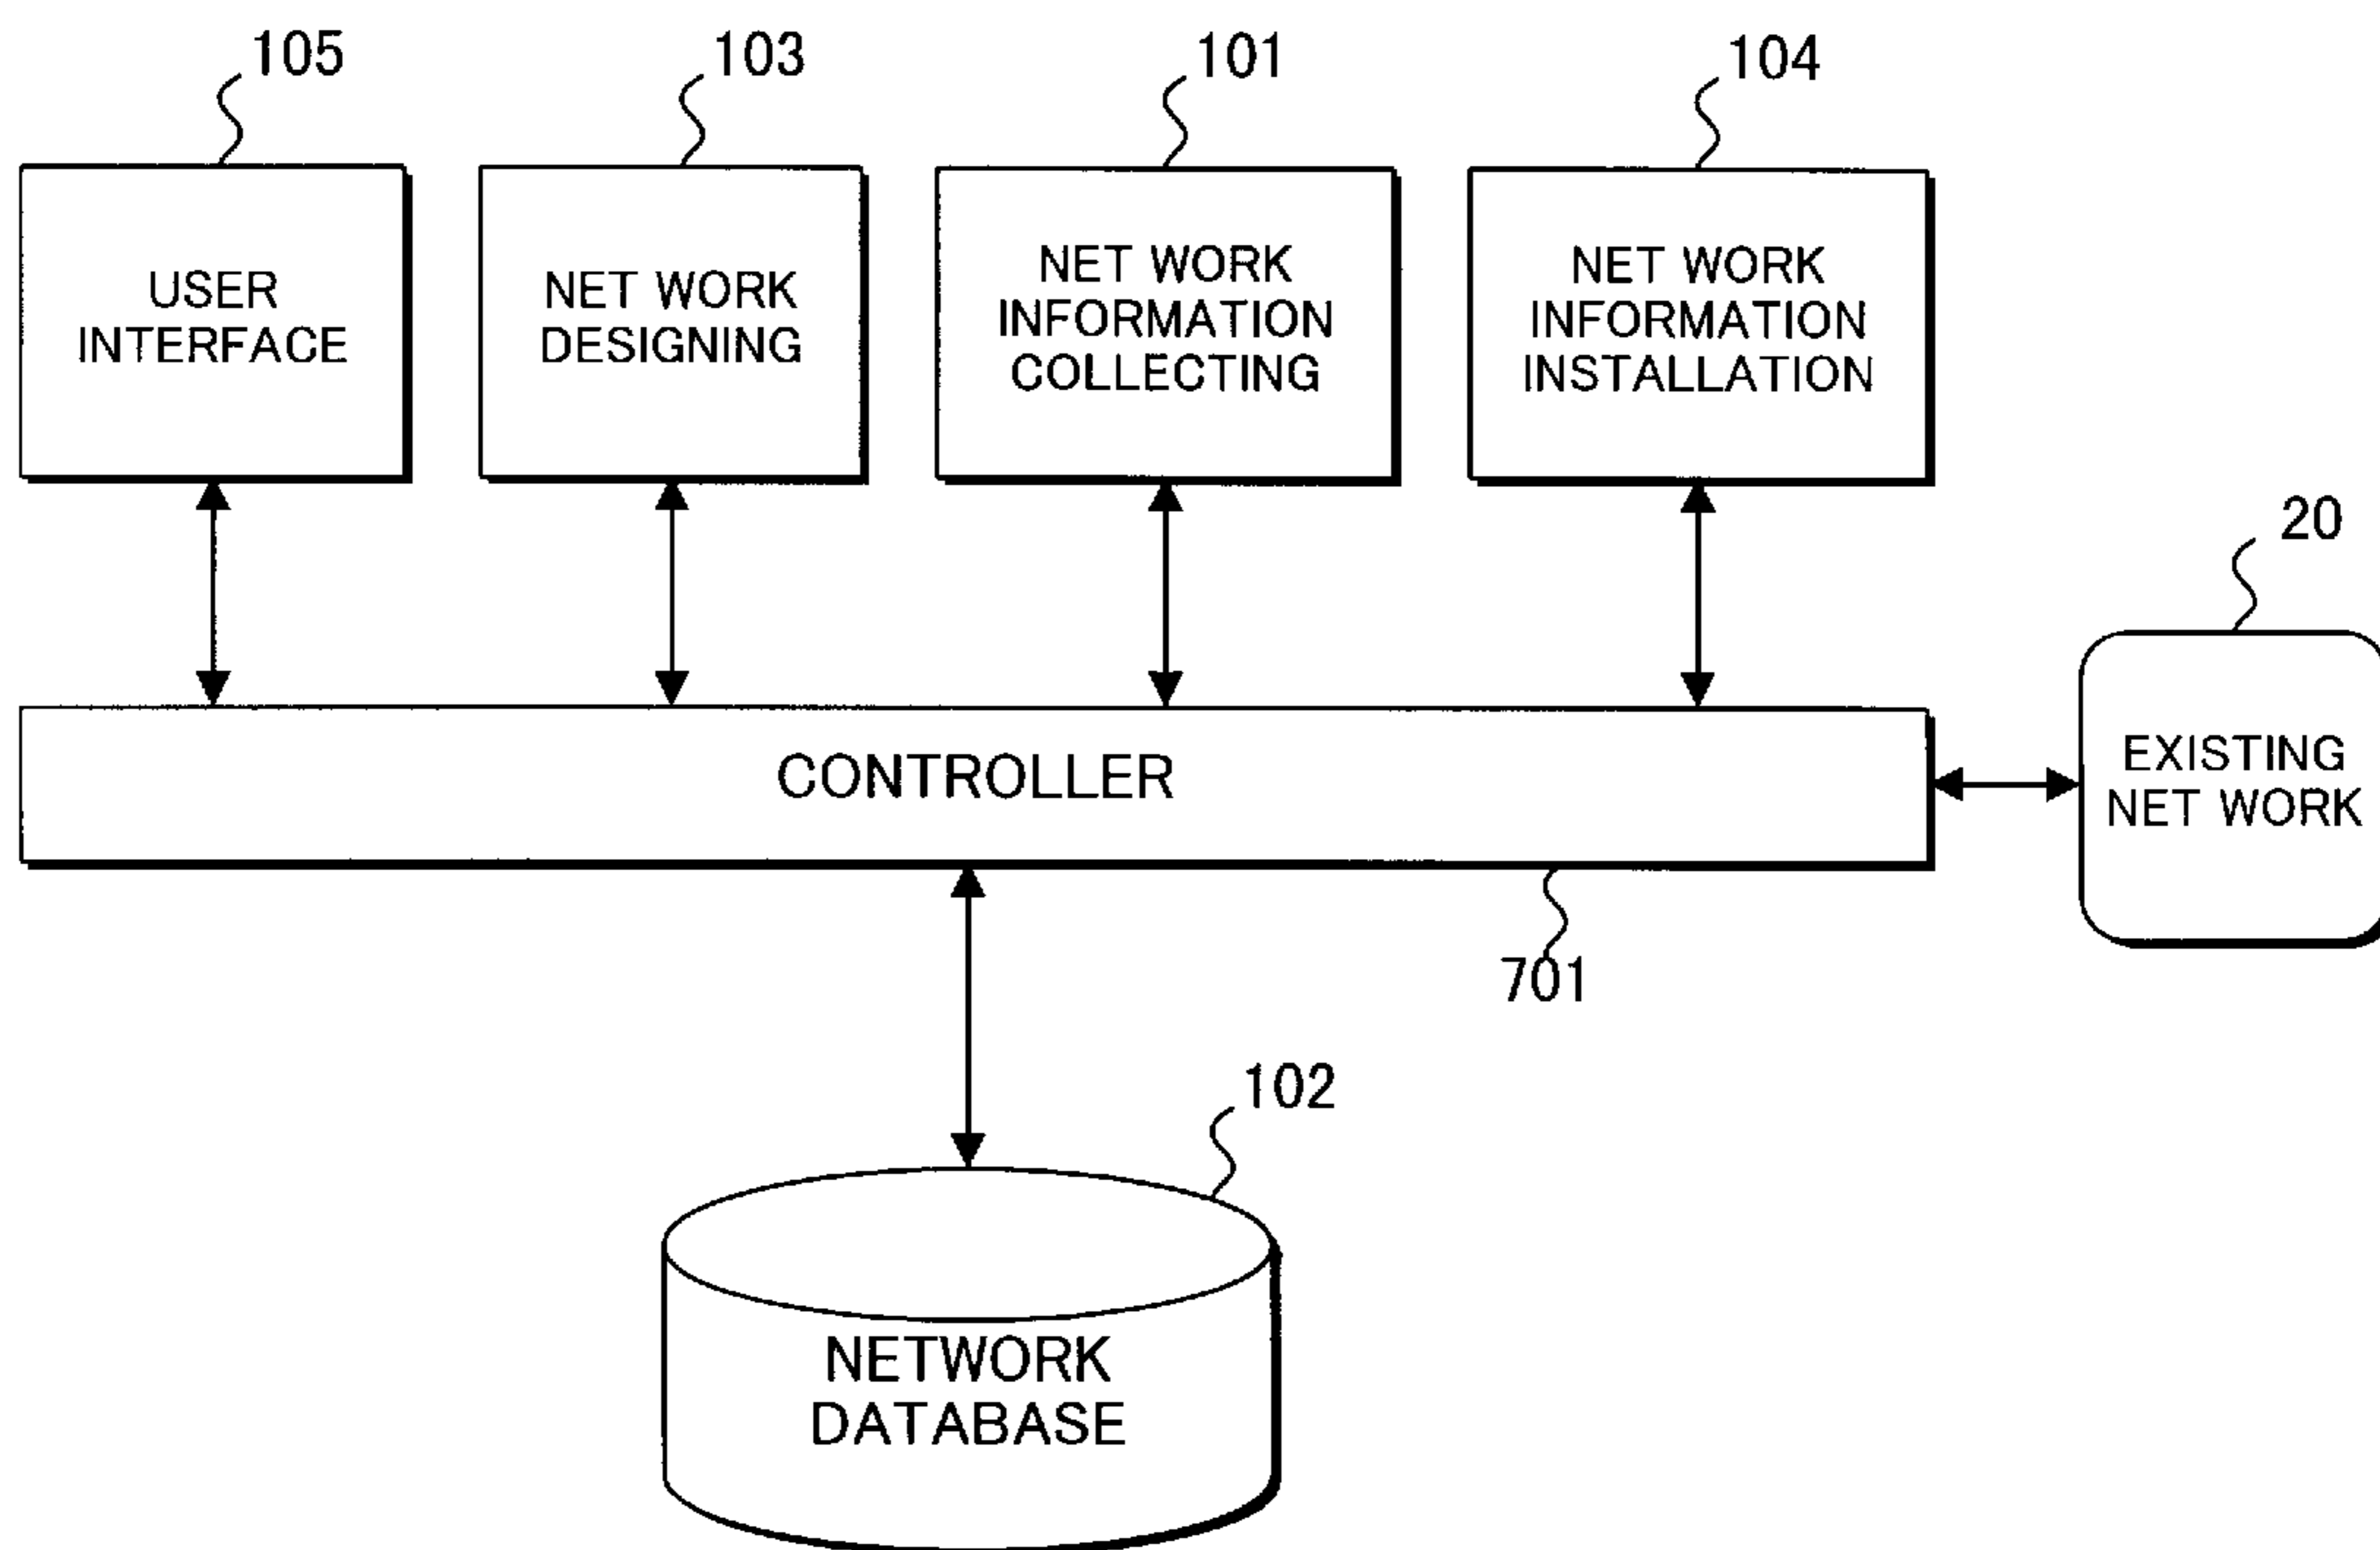 105
103
101
104
USER
INTERFACE
NET WORK
DESIGNING
NET WORK
INFORMATION
COLLECTING
NET WORK
INFORMATION
INSTALLATION
20
CONTROLLER
EXISTING
NET WORK
701
102
NETWORK
DATABASE